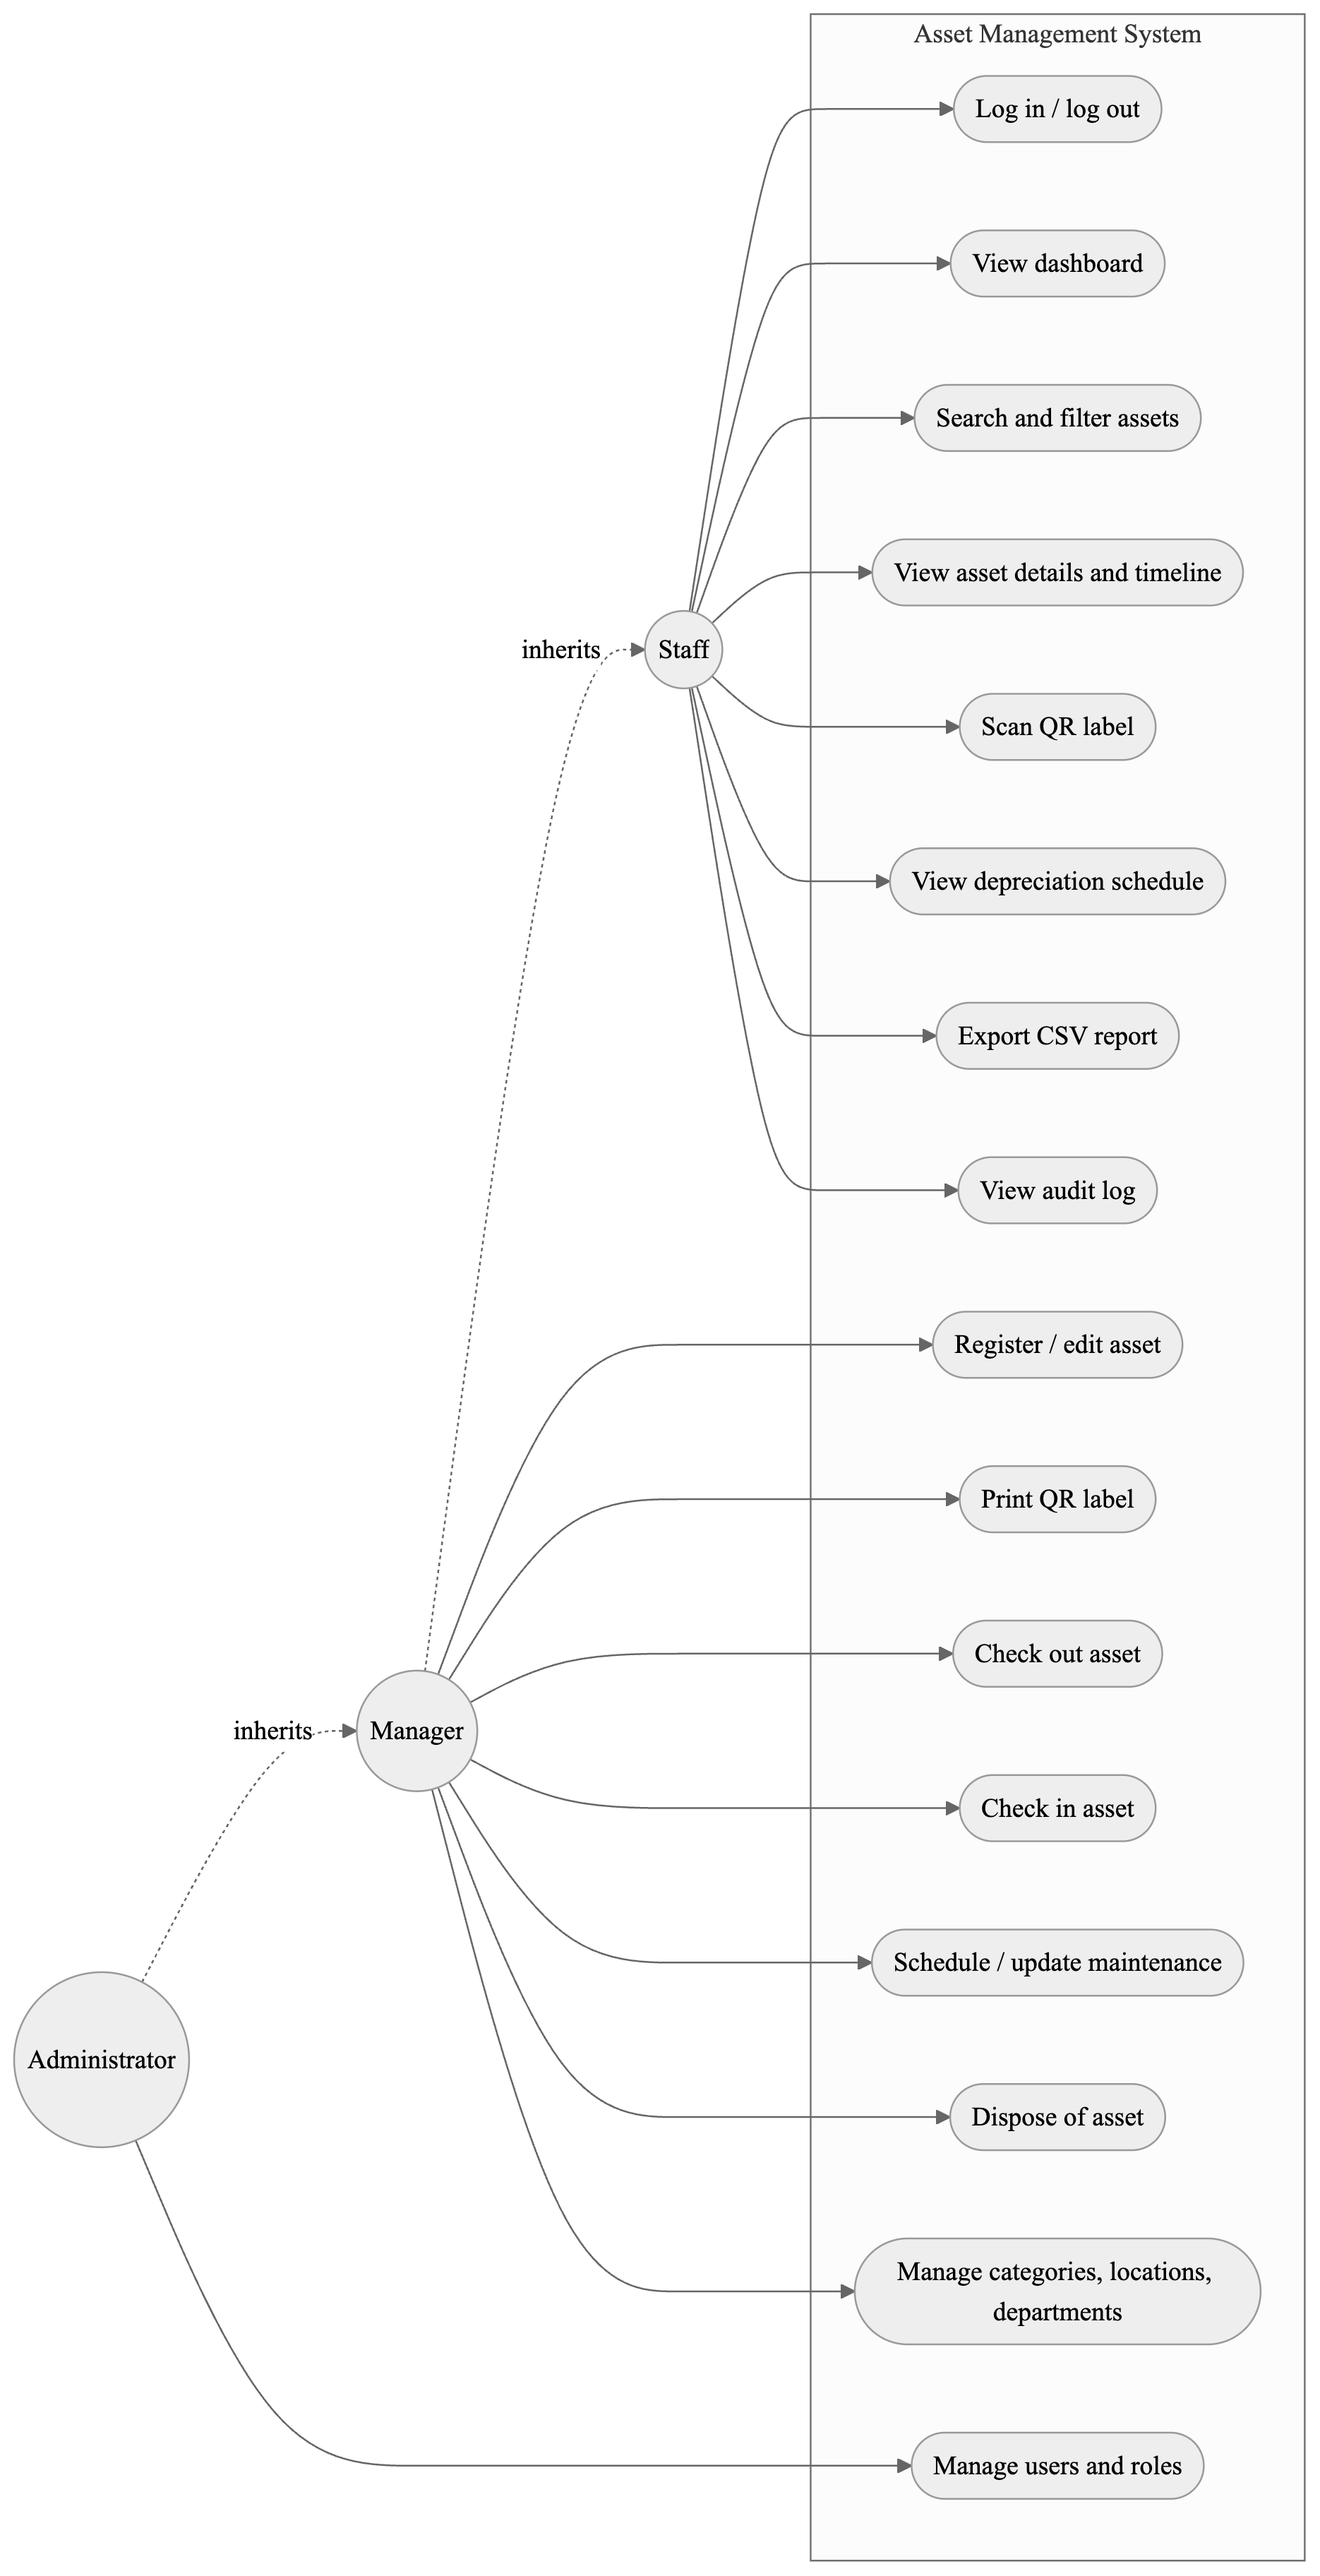 Asset Management System
Log in / log out
View dashboard
Search and filter assets
View asset details and timeline
inherits
Staff
Scan QR label
View depreciation schedule
Export CSV report
View audit log
Register / edit asset
Print QR label
Check out asset
inherits
Manager
Check in asset
Schedule / update maintenance
Administrator
Dispose of asset
Manage categories, locations,
departments
Manage users and roles